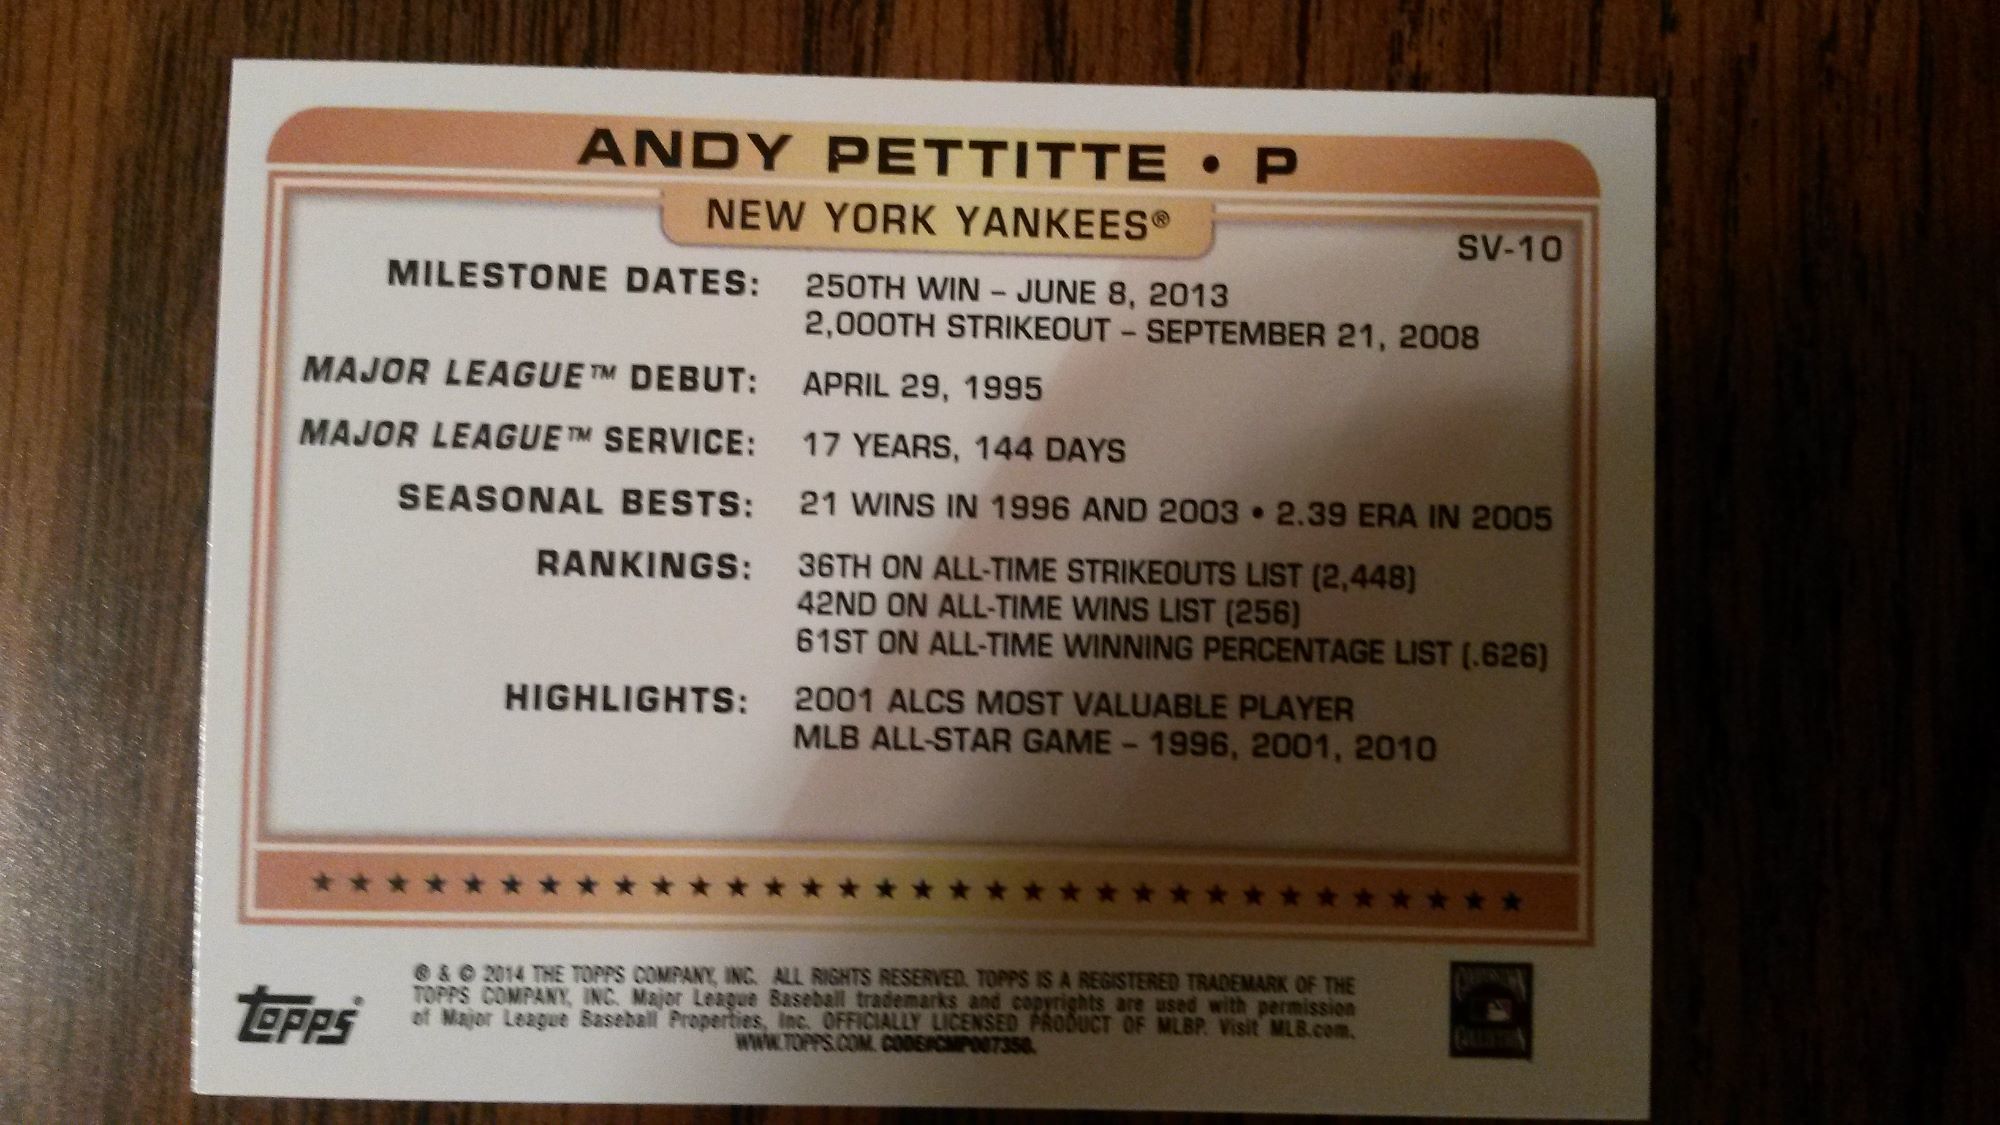 ANDY PETTITTE • P
NEW YORK YANKEES®
SV-10
MILESTONE DATES: 250TH WIN – JUNE 8, 2013
2,000TH STRIKEOUT – SEPTEMBER 21, 2008
MAJOR LEAGUE™ DEBUT: APRIL 29, 1995
MAJOR LEAGUE™ SERVICE: 17 YEARS, 144 DAYS
SEASONAL BESTS: 21 WINS IN 1996 AND 2003 • 2.39 ERA IN 2005
RANKINGS: 36TH ON ALL-TIME STRIKEOUTS LIST (2,448)
42ND ON ALL-TIME WINS LIST (256)
61ST ON ALL-TIME WINNING PERCENTAGE LIST (.626)
HIGHLIGHTS: 2001 ALCS MOST VALUABLE PLAYER
MLB ALL-STAR GAME – 1996, 2001, 2010
® & © 2014 THE TOPPS COMPANY, INC. ALL RIGHTS RESERVED. TOPPS IS A REGISTERED TRADEMARK OF THE
TOPPS COMPANY, INC. Major League Baseball trademarks and copyrights are used with permission
of Major League Baseball Properties, Inc. OFFICIALLY LICENSED PRODUCT OF MLBP. Visit MLB.com.
WWW.TOPPS.COM. CODE#CMP007350.
Topps®